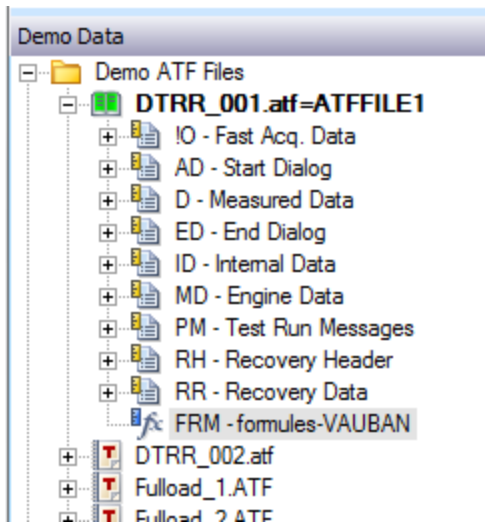 Demo Data
Demo ATF Files
DTRR_001.atf=ATFFILE1
!O - Fast Acq. Data
AD - Start Dialog
D - Measured Data
ED - End Dialog
ID - Internal Data
MD - Engine Data
PM - Test Run Messages
RH - Recovery Header
RR - Recovery Data
FRM - formules-VAUBAN
DTRR_002.atf
Fulload_1.ATF
Fulload_2.ATF